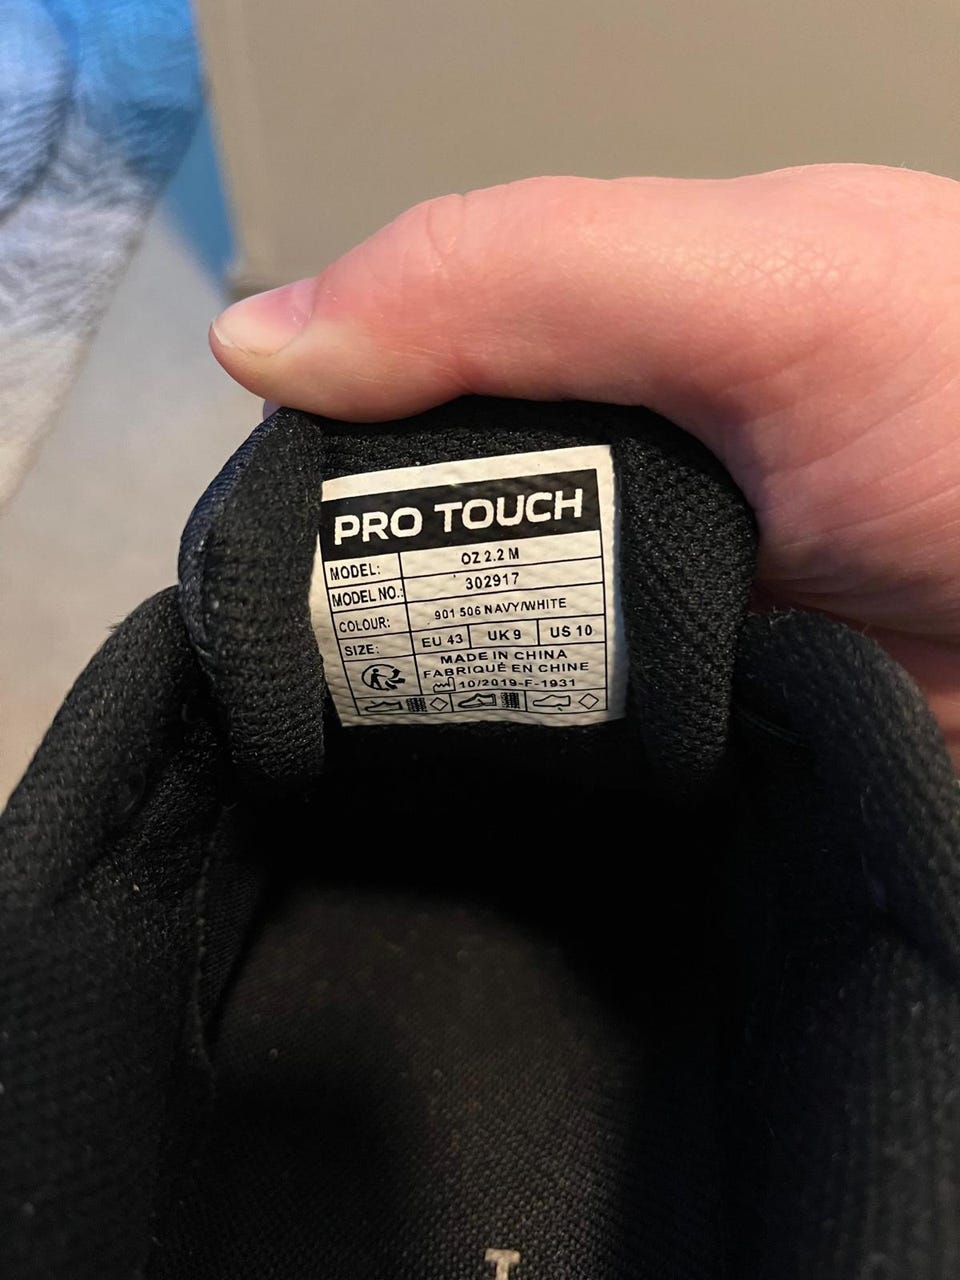 PRO TOUCH
MODEL: OZ 2.2 M
MODEL NO.: 302917
COLOUR: 901 506 NAVY/WHITE
SIZE: EU 43 UK 9 US 10
MADE IN CHINA
FABRIQUÉ EN CHINE
10/2019-F-1931
T